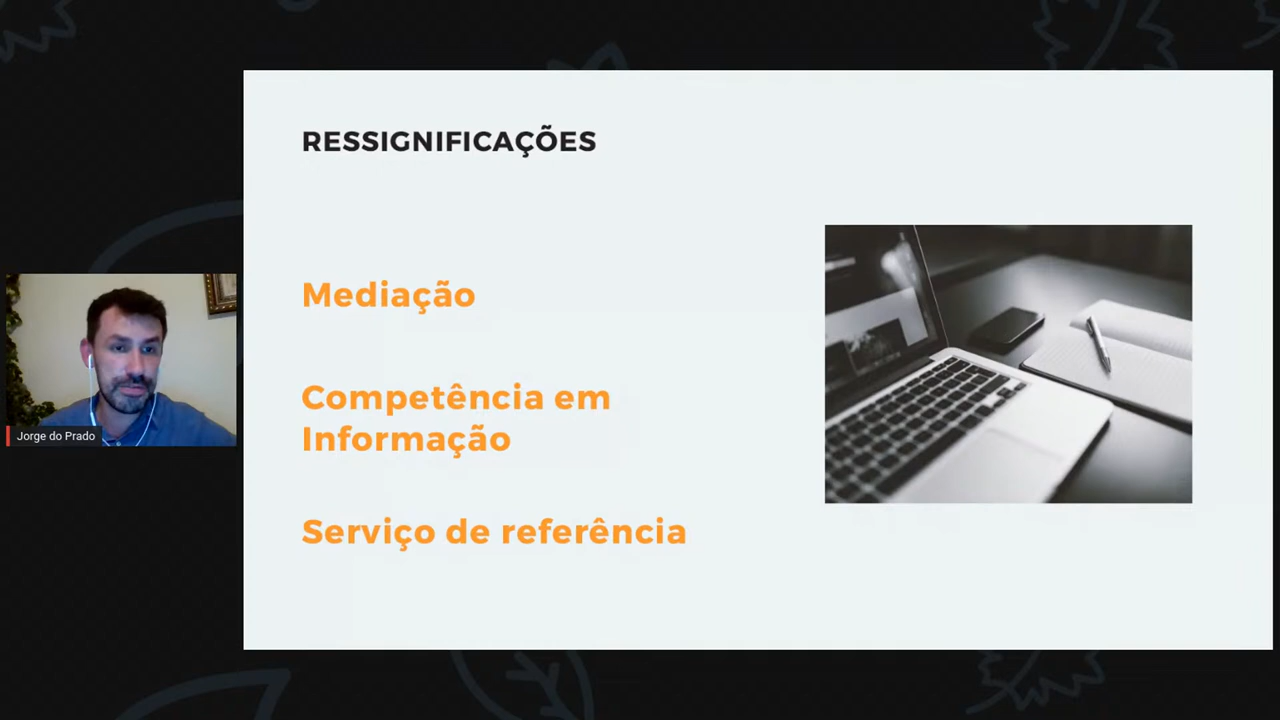 RESSIGNIFICAÇÕES
Mediação
Competência em
Informação
Serviço de referência
Jorge do Prado